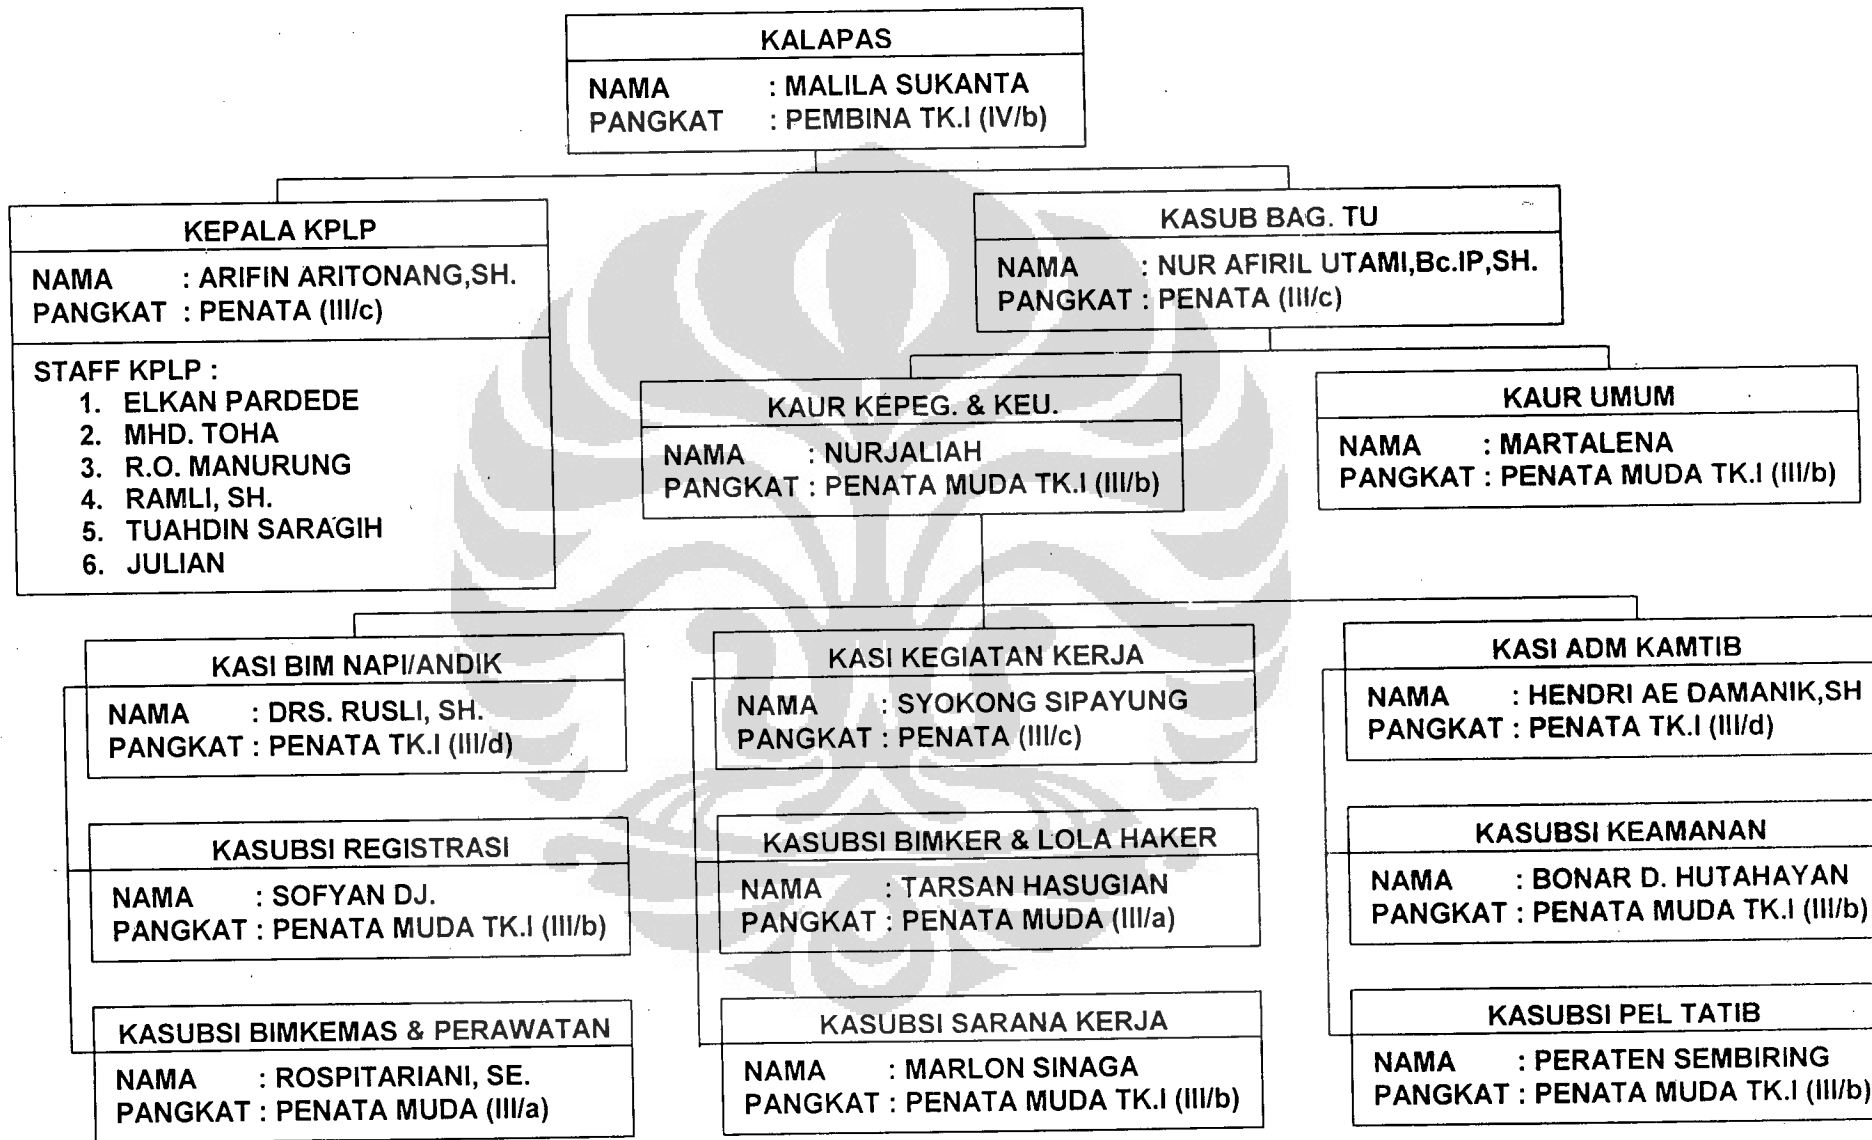 KALAPAS
NAMA : MALILA SUKANTA
PANGKAT : PEMBINA TK.I (IV/b)
KEPALA KPLP
NAMA : ARIFIN ARITONANG,SH.
PANGKAT : PENATA (III/c)
STAFF KPLP :
1. ELKAN PARDEDE
2. MHD. TOHA
3. R.O. MANURUNG
4. RAMLI, SH.
5. TUAHDIN SARAGIH
6. JULIAN
KASUB BAG. TU
NAMA : NUR AFIRIL UTAMI,Bc.IP,SH.
PANGKAT : PENATA (III/c)
KAUR KEPEG. & KEU.
NAMA : NURJALIAH
PANGKAT : PENATA MUDA TK.I (III/b)
KAUR UMUM
NAMA : MARTALENA
PANGKAT : PENATA MUDA TK.I (III/b)
KASI BIM NAPI/ANDIK
NAMA : DRS. RUSLI, SH.
PANGKAT : PENATA TK.I (III/d)
KASUBSI REGISTRASI
NAMA : SOFYAN DJ.
PANGKAT : PENATA MUDA TK.I (III/b)
KASUBSI BIMKEMAS & PERAWATAN
NAMA : ROSPITARIANI, SE.
PANGKAT : PENATA MUDA (III/a)
KASI KEGIATAN KERJA
NAMA : SYOKONG SIPAYUNG
PANGKAT : PENATA (III/c)
KASUBSI BIMKER & LOLA HAKER
NAMA : TARSAN HASUGIAN
PANGKAT : PENATA MUDA (III/a)
KASUBSI SARANA KERJA
NAMA : MARLON SINAGA
PANGKAT : PENATA MUDA TK.I (III/b)
KASI ADM KAMTIB
NAMA : HENDRI AE DAMANIK,SH
PANGKAT : PENATA TK.I (III/d)
KASUBSI KEAMANAN
NAMA : BONAR D. HUTAHAYAN
PANGKAT : PENATA MUDA TK.I (III/b)
KASUBSI PEL TATIB
NAMA : PERATEN SEMBIRING
PANGKAT : PENATA MUDA TK.I (III/b)